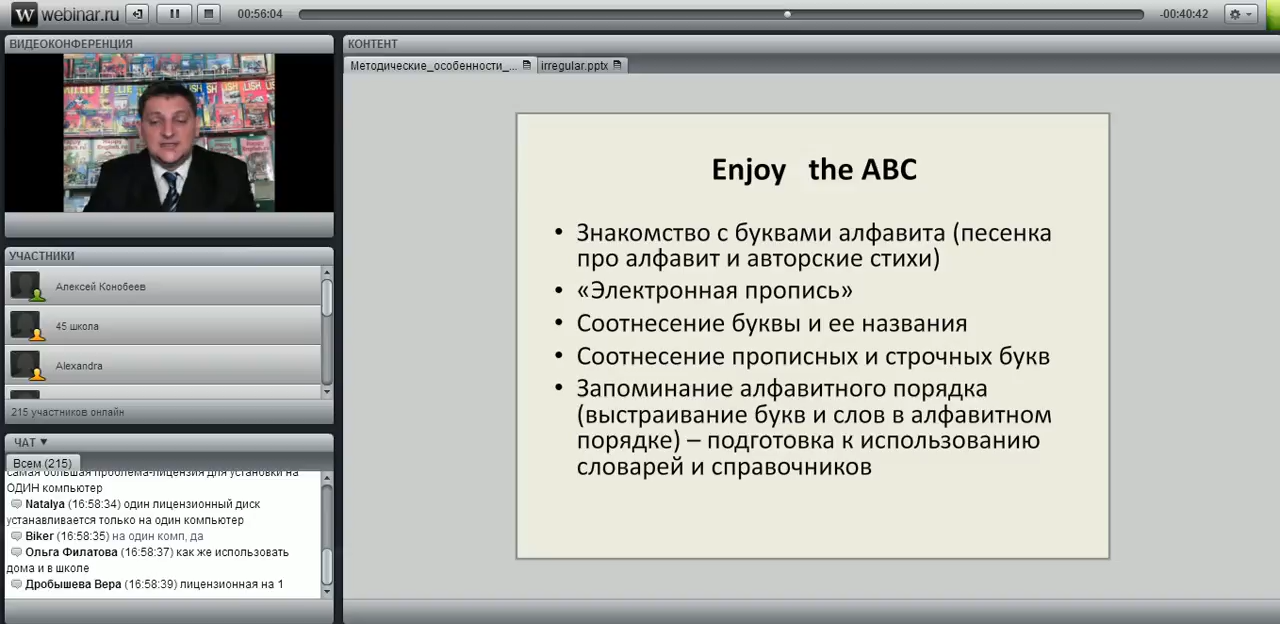 W webinar.ru
00:56:04
-00:40:42
ВИДЕОКОНФЕРЕНЦИЯ
УЧАСТНИКИ
Алексей Конобеев
45 школа
Alexandra
215 участников онлайн
ЧАТ ▼
Всем (215)
самая большая проблема-лицензия для установки на
ОДИН компьютер
Natalya (16:58:34) один лицензионный диск
устанавливается только на один компьютер
Biker (16:58:35) на один комп, да
Ольга Филатова (16:58:37) как же использовать
дома и в школе
Дробышева Вера (16:58:39) лицензионная на 1
КОНТЕНТ
Методические_особенности_...
irregular.pptx
Enjoy the ABC
• Знакомство с буквами алфавита (песенка
про алфавит и авторские стихи)
• «Электронная пропись»
• Соотнесение буквы и ее названия
• Соотнесение прописных и строчных букв
• Запоминание алфавитного порядка
(выстраивание букв и слов в алфавитном
порядке) – подготовка к использованию
словарей и справочников